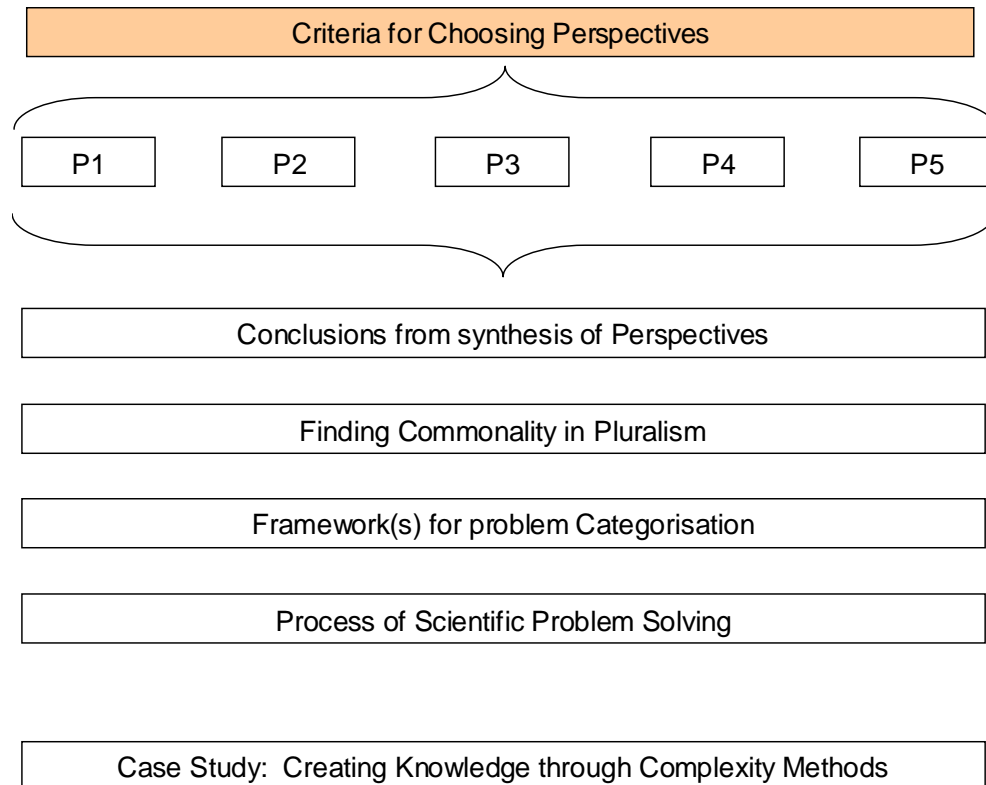 Criteria for Choosing Perspectives
P1 P2 P3 P4 P5
Conclusions from synthesis of Perspectives
Finding Commonality in Pluralism
Framework(s) for problem Categorisation
Process of Scientific Problem Solving
Case Study: Creating Knowledge through Complexity Methods